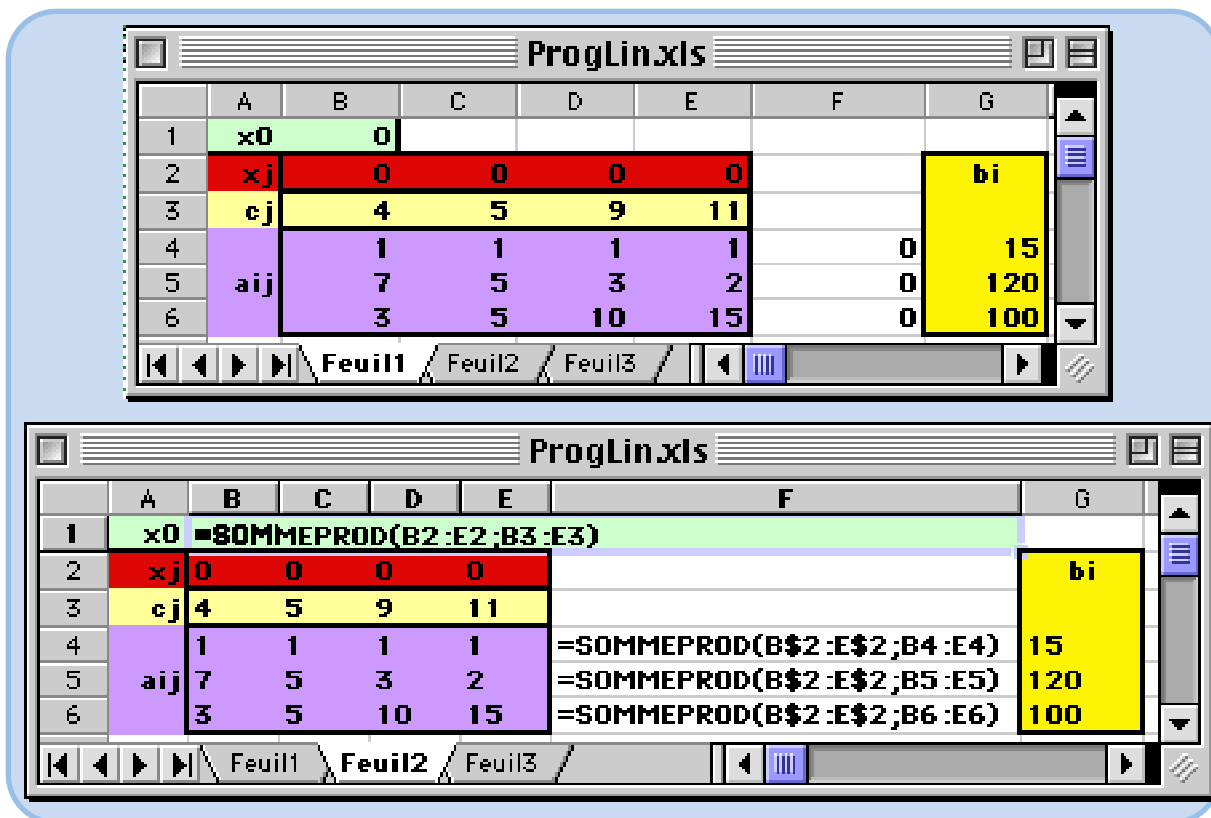 ProgLin.xls
A B C D E F G
1 x0 0
2 xj 0 0 0 0 bi
3 cj 4 5 9 11
4 1 1 1 1 0 15
5 aij 7 5 3 2 0 120
6 3 5 10 15 0 100
Feuil1 Feuil2 Feuil3
ProgLin.xls
A B C D E F G
1 x0 =SOMMEPROD(B2:E2;B3:E3)
2 xj 0 0 0 0 bi
3 cj 4 5 9 11
4 1 1 1 1 =SOMMEPROD(B$2:E$2;B4:E4) 15
5 aij 7 5 3 2 =SOMMEPROD(B$2:E$2;B5:E5) 120
6 3 5 10 15 =SOMMEPROD(B$2:E$2;B6:E6) 100
Feuil1 Feuil2 Feuil3